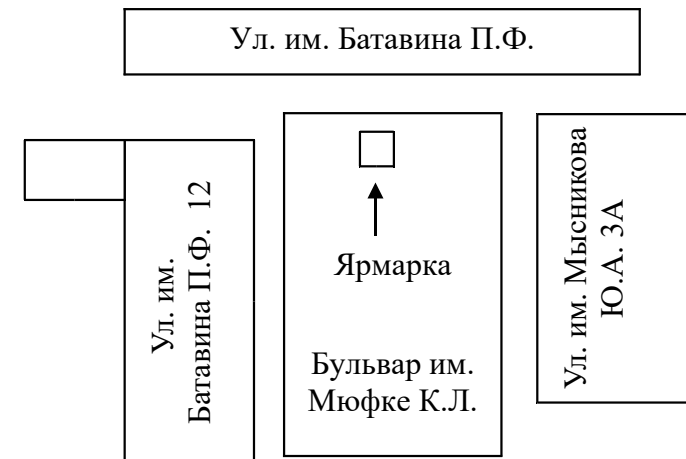 Ул. им. Батавина П.Ф.
Ул. им.
Батавина П.Ф. 12
Ярмарка
Бульвар им.
Мюфке К.Л.
Ул. им. Мысникова
Ю.А. 3А